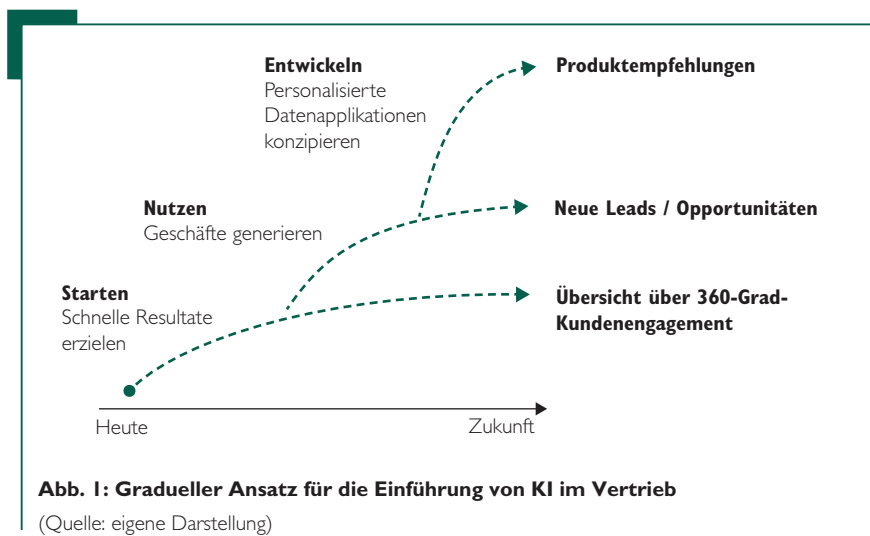 Entwickeln
Personalisierte
Datenapplikationen
konzipieren
Produktempfehlungen
Nutzen
Geschäfte generieren
Neue Leads / Opportunitäten
Starten
Schnelle Resultate
erzielen
Übersicht über 360-Grad-
Kundenengagement
Heute
Zukunft
Abb. 1: Gradueller Ansatz für die Einführung von KI im Vertrieb
(Quelle: eigene Darstellung)